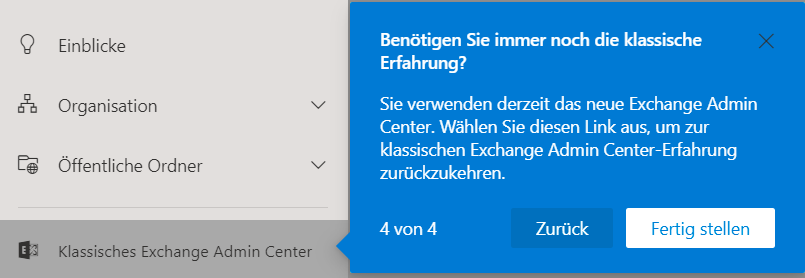 Einblicke
Organisation
Öffentliche Ordner
Klassisches Exchange Admin Center
Benötigen Sie immer noch die klassische
Erfahrung?
Sie verwenden derzeit das neue Exchange Admin
Center. Wählen Sie diesen Link aus, um zur
klassischen Exchange Admin Center-Erfahrung
zurückzukehren.
4 von 4
Zurück
Fertig stellen